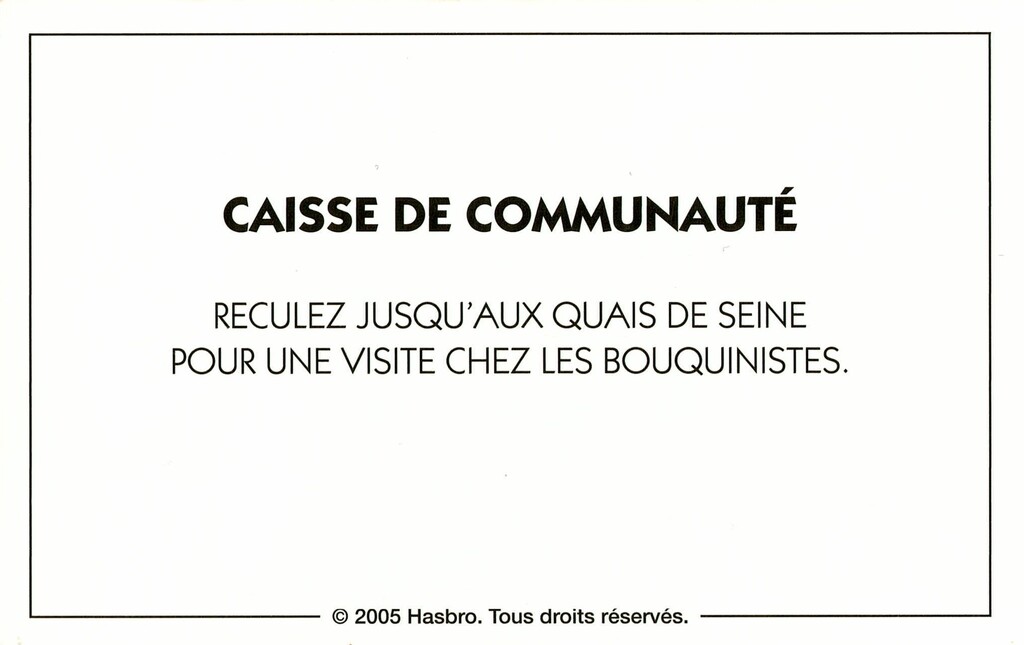 CAISSE DE COMMUNAUTÉ
RECULEZ JUSQU'AUX QUAIS DE SEINE
POUR UNE VISITE CHEZ LES BOUQUINISTES.
© 2005 Hasbro. Tous droits réservés.